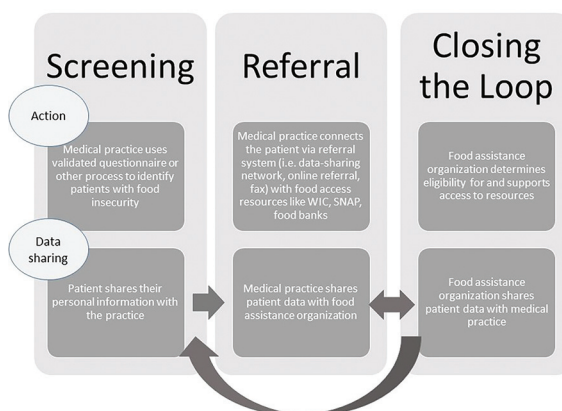 Screening
Referral
Closing
the Loop
Action
Medical practice uses
validated questionnaire or
other process to identify
patients with food
insecurity
Medical practice connects
the patient via referral
system (i.e. data-sharing
network, online referral,
fax) with food access
resources like WIC, SNAP,
food banks
Food assistance
organization determines
eligibility for and supports
access to resources
Data
sharing
Patient shares their
personal information with
the practice
Medical practice shares
patient data with food
assistance organization
Food assistance
organization shares
patient data with medical
practice